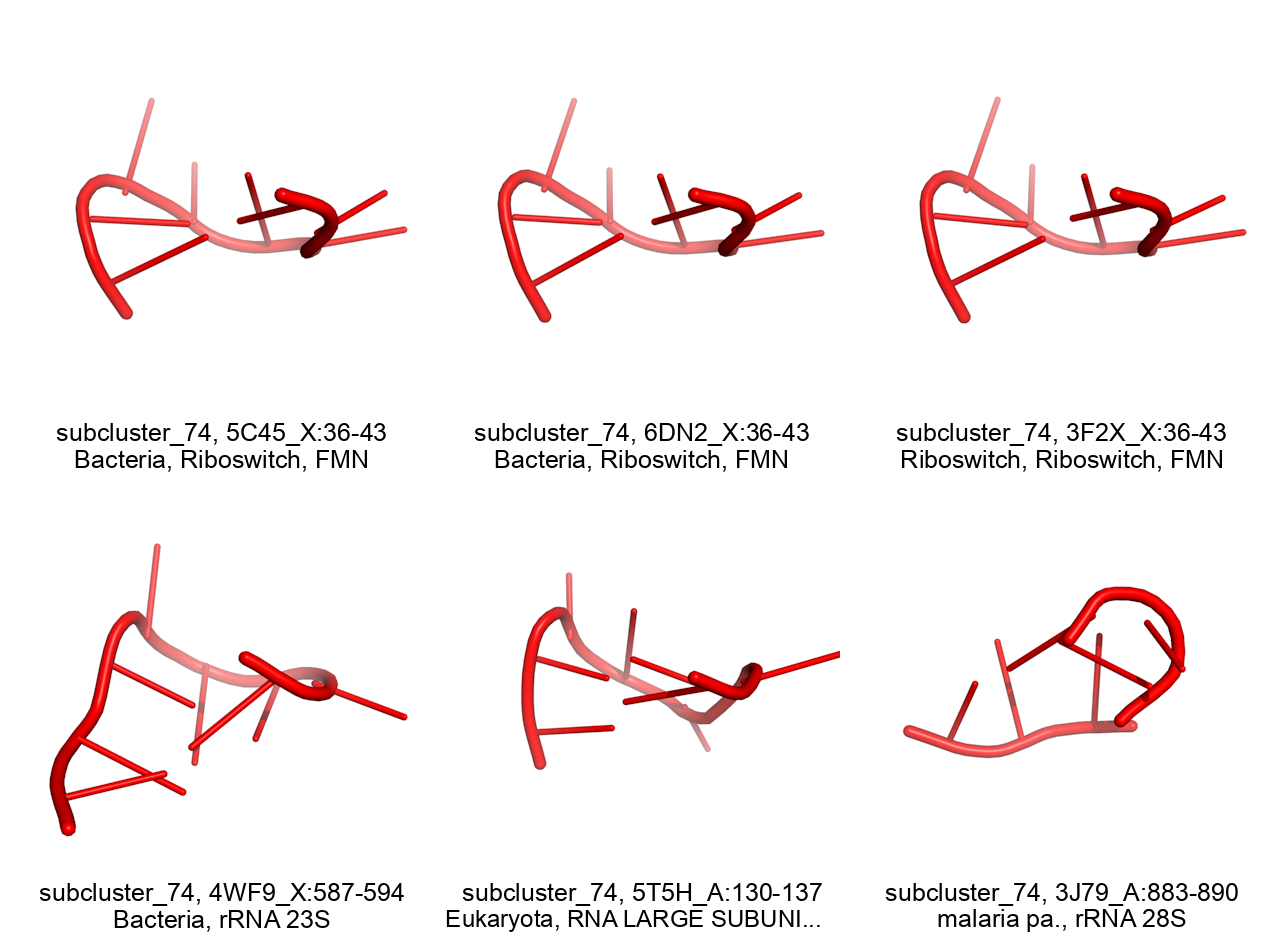 subcluster_74, 5C45_X:36-43
Bacteria, Riboswitch, FMN
subcluster_74, 6DN2_X:36-43
Bacteria, Riboswitch, FMN
subcluster_74, 3F2X_X:36-43
Riboswitch, Riboswitch, FMN
subcluster_74, 4WF9_X:587-594
Bacteria, rRNA 23S
subcluster_74, 5T5H_A:130-137
Eukaryota, RNA LARGE SUBUNI...
subcluster_74, 3J79_A:883-890
malaria pa., rRNA 28S